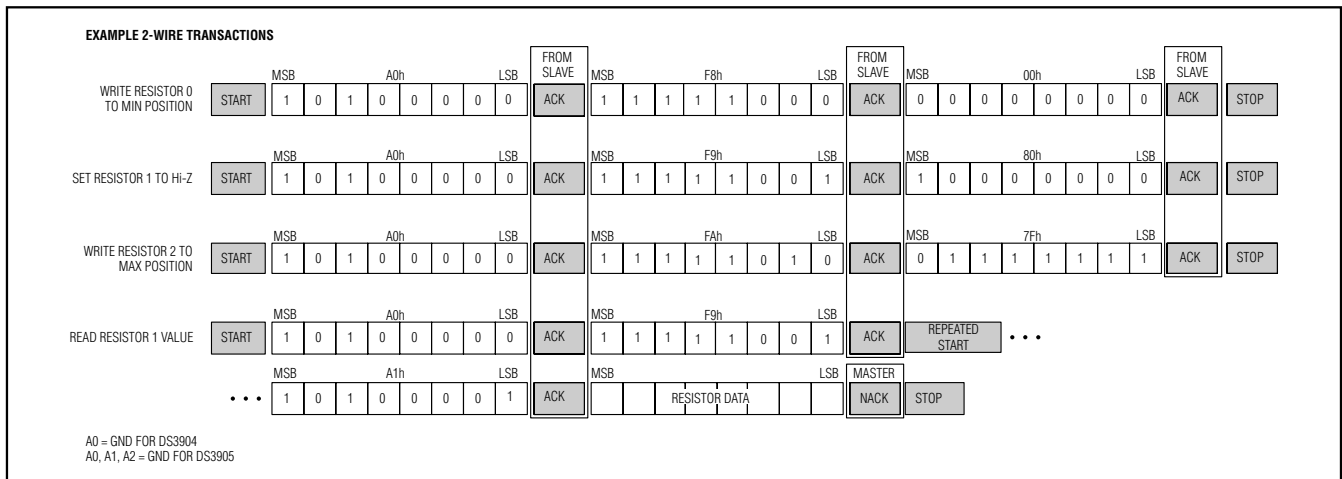 EXAMPLE 2-WIRE TRANSACTIONS
FROM SLAVE FROM SLAVE FROM SLAVE
MSB A0h LSB MSB F8h LSB MSB 00h LSB
WRITE RESISTOR 0 TO MIN POSITION START 1 0 1 0 0 0 0 0 ACK 1 1 1 1 1 0 0 0 ACK 0 0 0 0 0 0 0 0 ACK STOP
MSB A0h LSB MSB F9h LSB MSB 80h LSB
SET RESISTOR 1 TO Hi-Z START 1 0 1 0 0 0 0 0 ACK 1 1 1 1 1 0 0 1 ACK 1 0 0 0 0 0 0 0 ACK STOP
MSB A0h LSB MSB FAh LSB MSB 7Fh LSB
WRITE RESISTOR 2 TO MAX POSITION START 1 0 1 0 0 0 0 0 ACK 1 1 1 1 1 0 1 0 ACK 0 1 1 1 1 1 1 1 ACK STOP
MSB A0h LSB MSB F9h LSB
READ RESISTOR 1 VALUE START 1 0 1 0 0 0 0 0 ACK 1 1 1 1 1 0 0 1 ACK REPEATED START • • •
MSB A1h LSB MSB LSB MASTER
• • • 1 0 1 0 0 0 0 1 ACK RESISTOR DATA NACK STOP
A0 = GND FOR DS3904
A0, A1, A2 = GND FOR DS3905